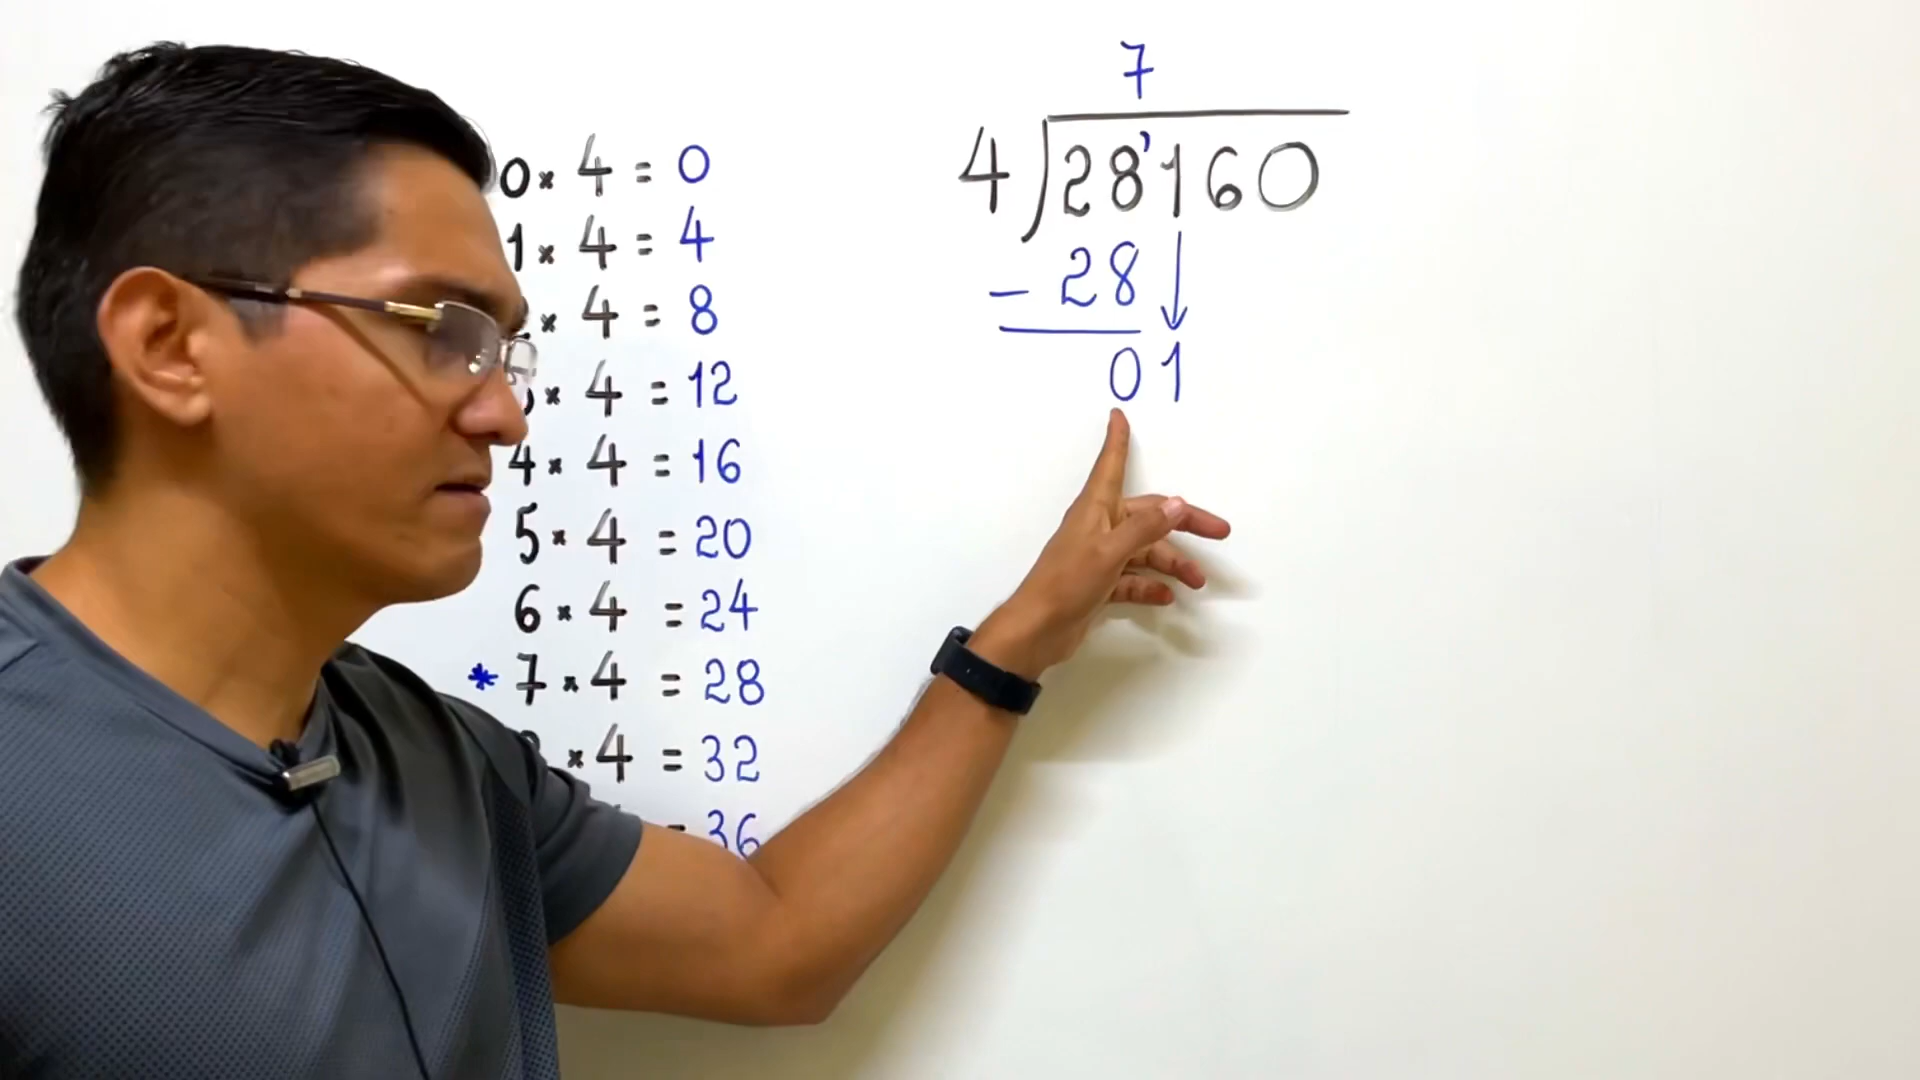 0 × 4 = 0
1 × 4 = 4
× 4 = 8
× 4 = 12
4 × 4 = 16
5 × 4 = 20
6 × 4 = 24
* 7 × 4 = 28
× 4 = 32
= 36
7
4)28'160
- 28 ↓
01